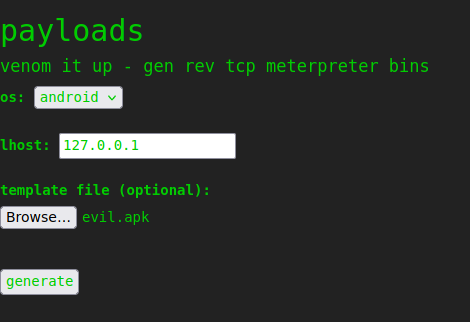 payloads
venom it up - gen rev tcp meterpreter bins
os: android
lhost: 127.0.0.1
template file (optional):
Browse... evil.apk
generate